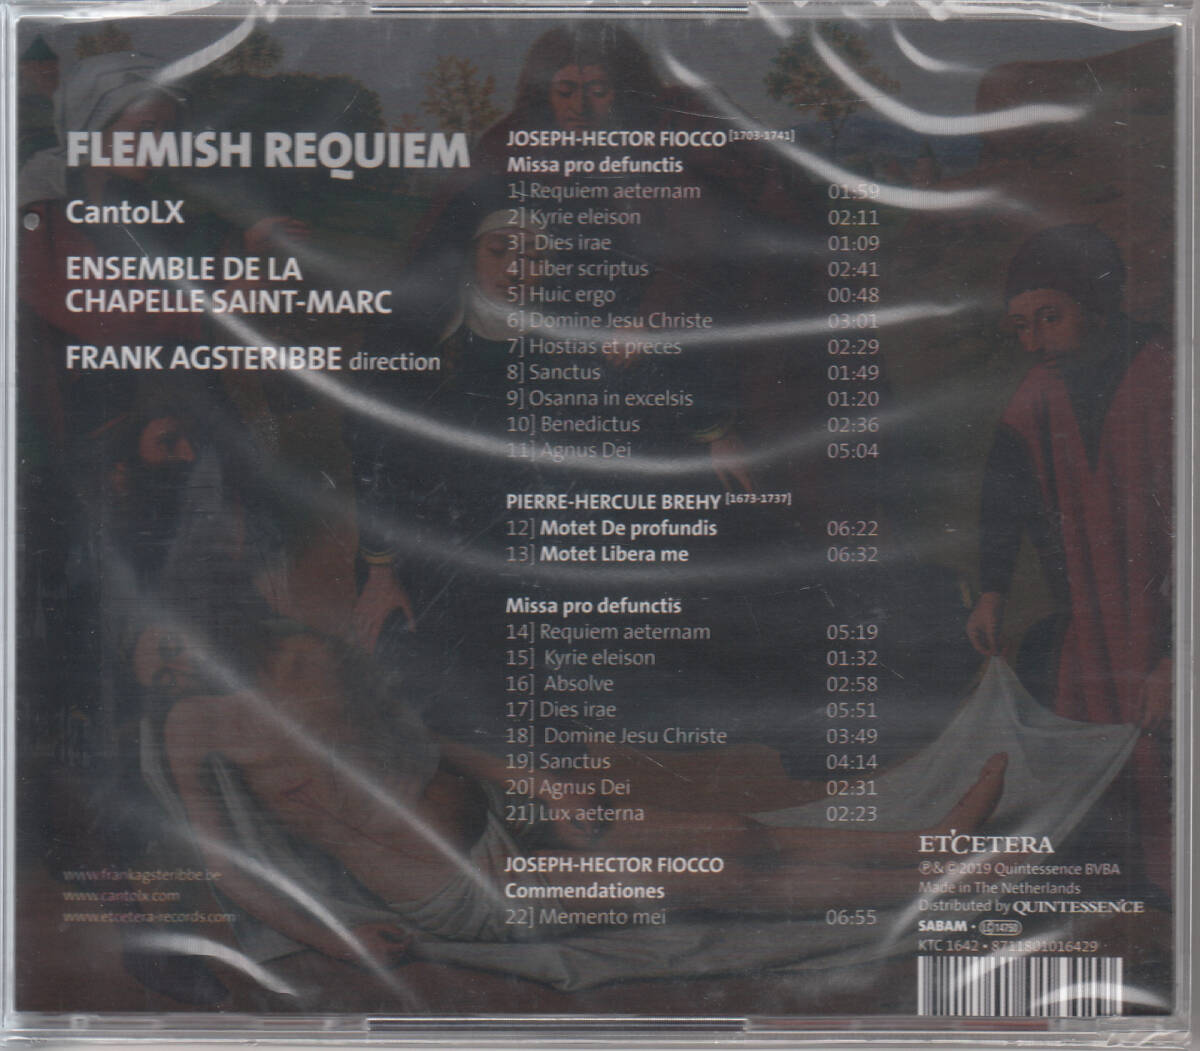 FLEMISH REQUIEM
CantoLX
ENSEMBLE DE LA
CHAPELLE SAINT-MARC
FRANK AGSTERIBBE direction
JOSEPH-HECTOR FIOCCO [1703-1741]
Missa pro defunctis
1] Requiem aeternam 01:59
2] Kyrie eleison 02:11
3] Dies irae 01:09
4] Liber scriptus 02:41
5] Huic ergo 00:48
6] Domine Jesu Christe 03:01
7] Hostias et preces 02:29
8] Sanctus 01:49
9] Osanna in excelsis 01:20
10] Benedictus 02:36
11] Agnus Dei 05:04
PIERRE-HERCULE BREHY [1673-1737]
12] Motet De profundis 06:22
13] Motet Libera me 06:32
Missa pro defunctis
14] Requiem aeternam 05:19
15] Kyrie eleison 01:32
16] Absolve 02:58
17] Dies irae 05:51
18] Domine Jesu Christe 03:49
19] Sanctus 04:14
20] Agnus Dei 02:31
21] Lux aeterna 02:23
JOSEPH-HECTOR FIOCCO
Commendationes
22] Memento mei 06:55
www.frankagsteribbe.be
www.cantolx.com
www.etcetera-records.com
ET'CETERA
℗&© 2019 Quintessence BVBA
Made in The Netherlands
Distributed by QUINTESSENCE
SABAM • LC 14750
KTC 1642 • 8711801016429